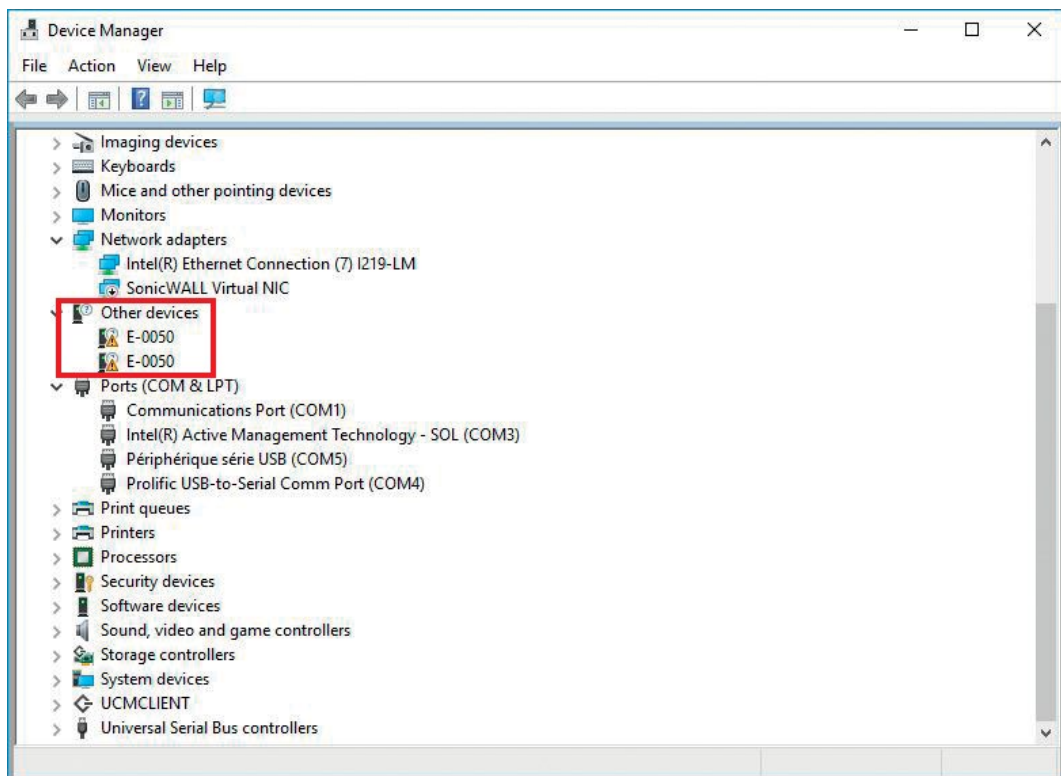 Device Manager
File Action View Help
Imaging devices
Keyboards
Mice and other pointing devices
Monitors
Network adapters
Intel(R) Ethernet Connection (7) I219-LM
SonicWALL Virtual NIC
Other devices
E-0050
E-0050
Ports (COM & LPT)
Communications Port (COM1)
Intel(R) Active Management Technology - SOL (COM3)
Périphérique série USB (COM5)
Prolific USB-to-Serial Comm Port (COM4)
Print queues
Printers
Processors
Security devices
Software devices
Sound, video and game controllers
Storage controllers
System devices
UCMCLIENT
Universal Serial Bus controllers